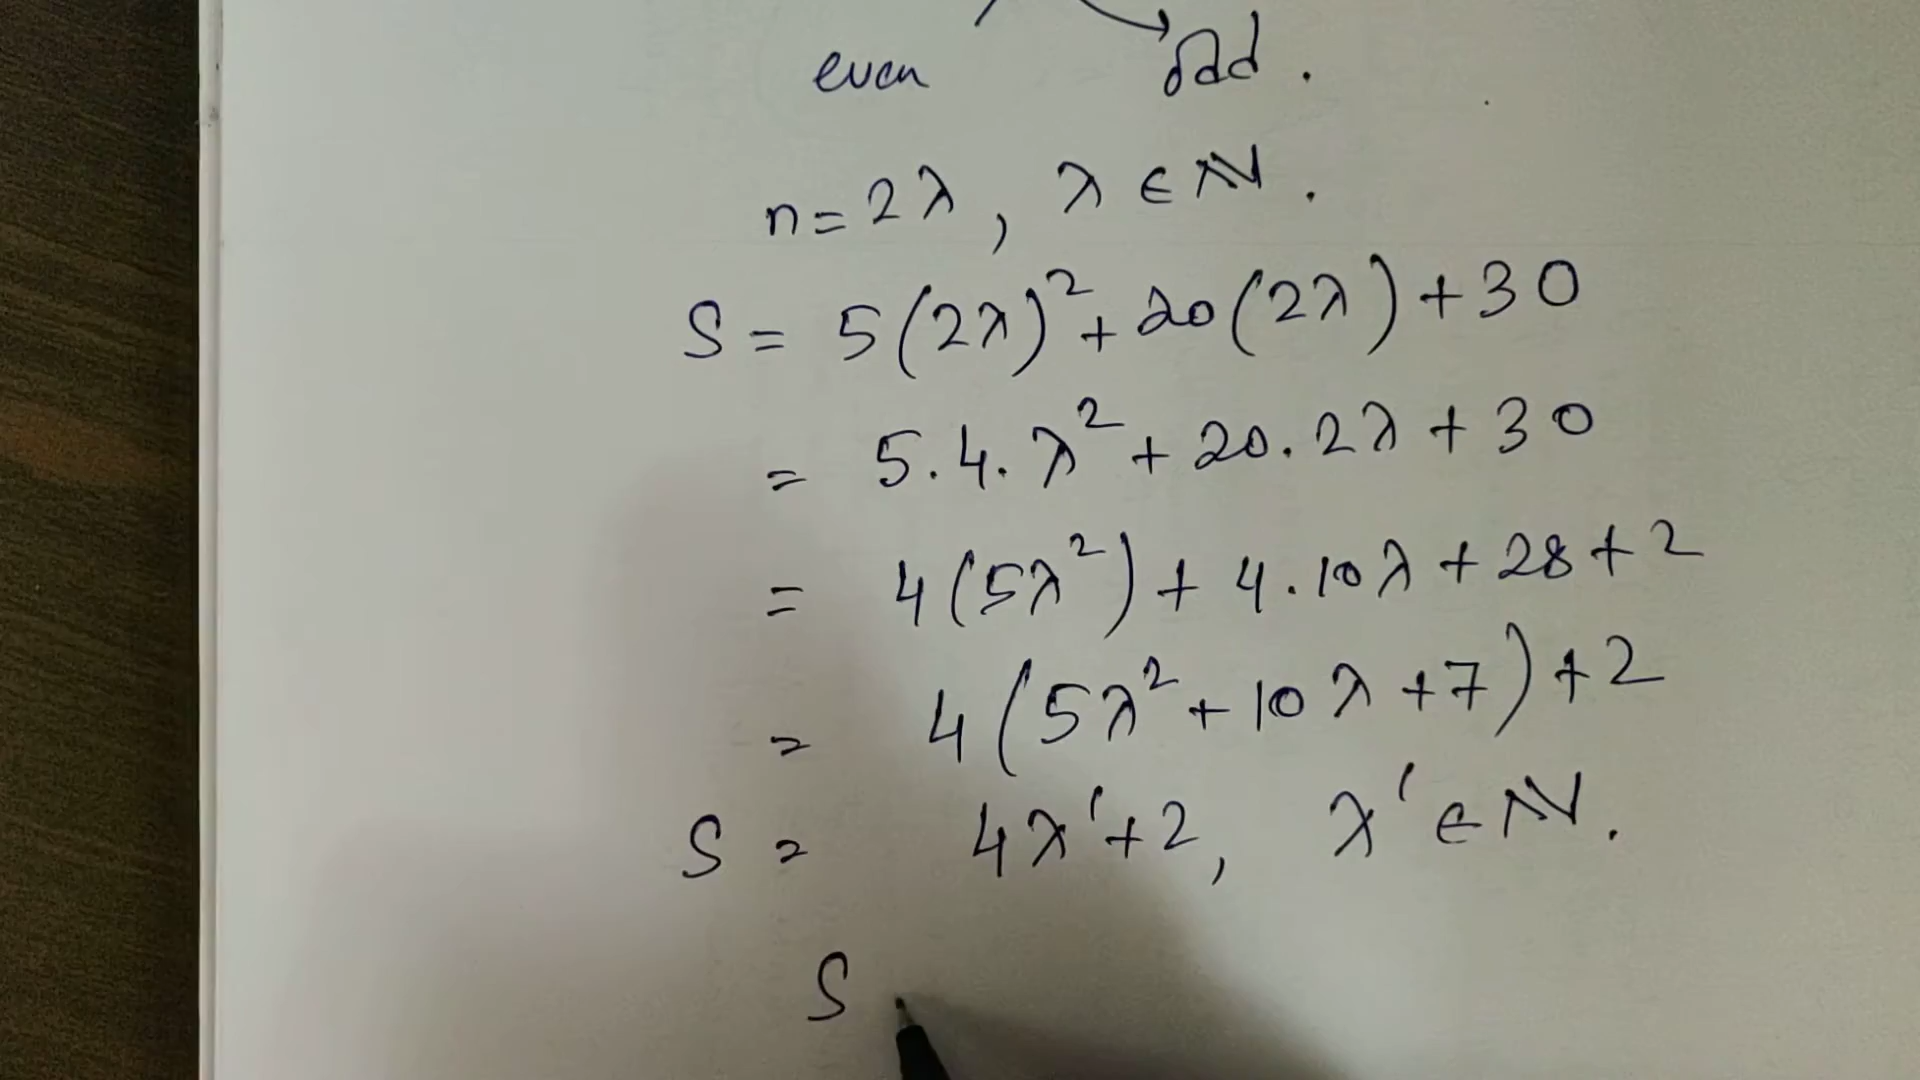 even odd.
n=2λ, λ ∈ ℕ.
S = 5(2λ)² + 20(2λ) + 30
= 5.4.λ² + 20.2λ + 30
= 4(5λ²) + 4.10λ + 28 + 2
= 4(5λ² + 10λ + 7) + 2
S = 4λ' + 2, λ' ∈ ℕ.
S